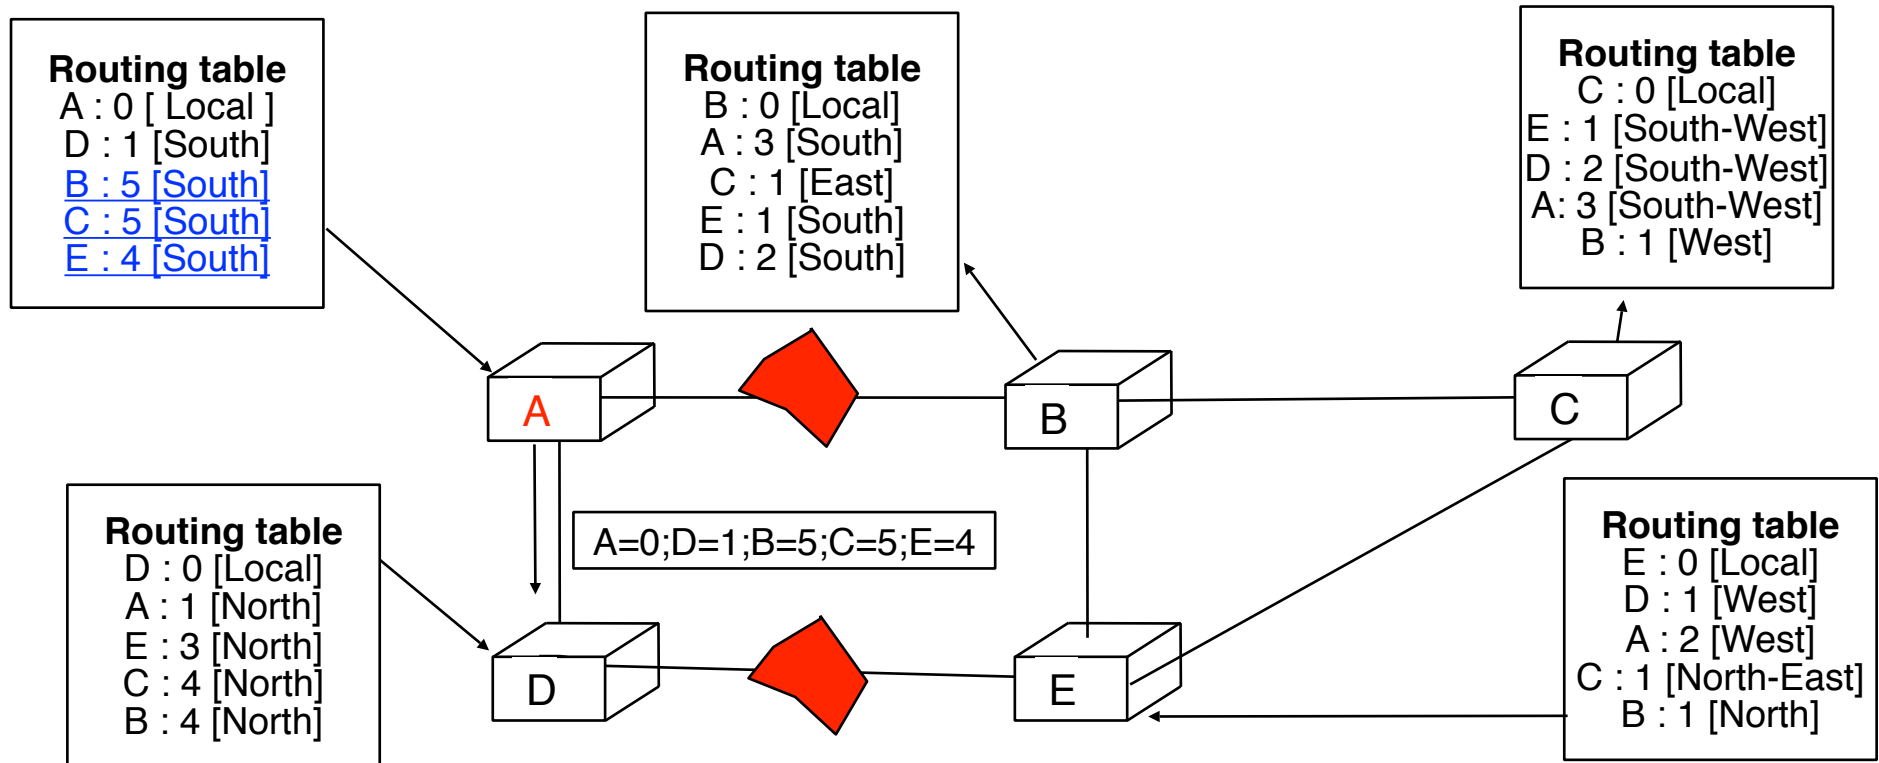 Routing table
A : 0 [ Local ]
D : 1 [South]
B : 5 [South]
C : 5 [South]
E : 4 [South]
Routing table
B : 0 [Local]
A : 3 [South]
C : 1 [East]
E : 1 [South]
D : 2 [South]
Routing table
C : 0 [Local]
E : 1 [South-West]
D : 2 [South-West]
A: 3 [South-West]
B : 1 [West]
A
B
C
A=0;D=1;B=5;C=5;E=4
Routing table
D : 0 [Local]
A : 1 [North]
E : 3 [North]
C : 4 [North]
B : 4 [North]
D
E
Routing table
E : 0 [Local]
D : 1 [West]
A : 2 [West]
C : 1 [North-East]
B : 1 [North]